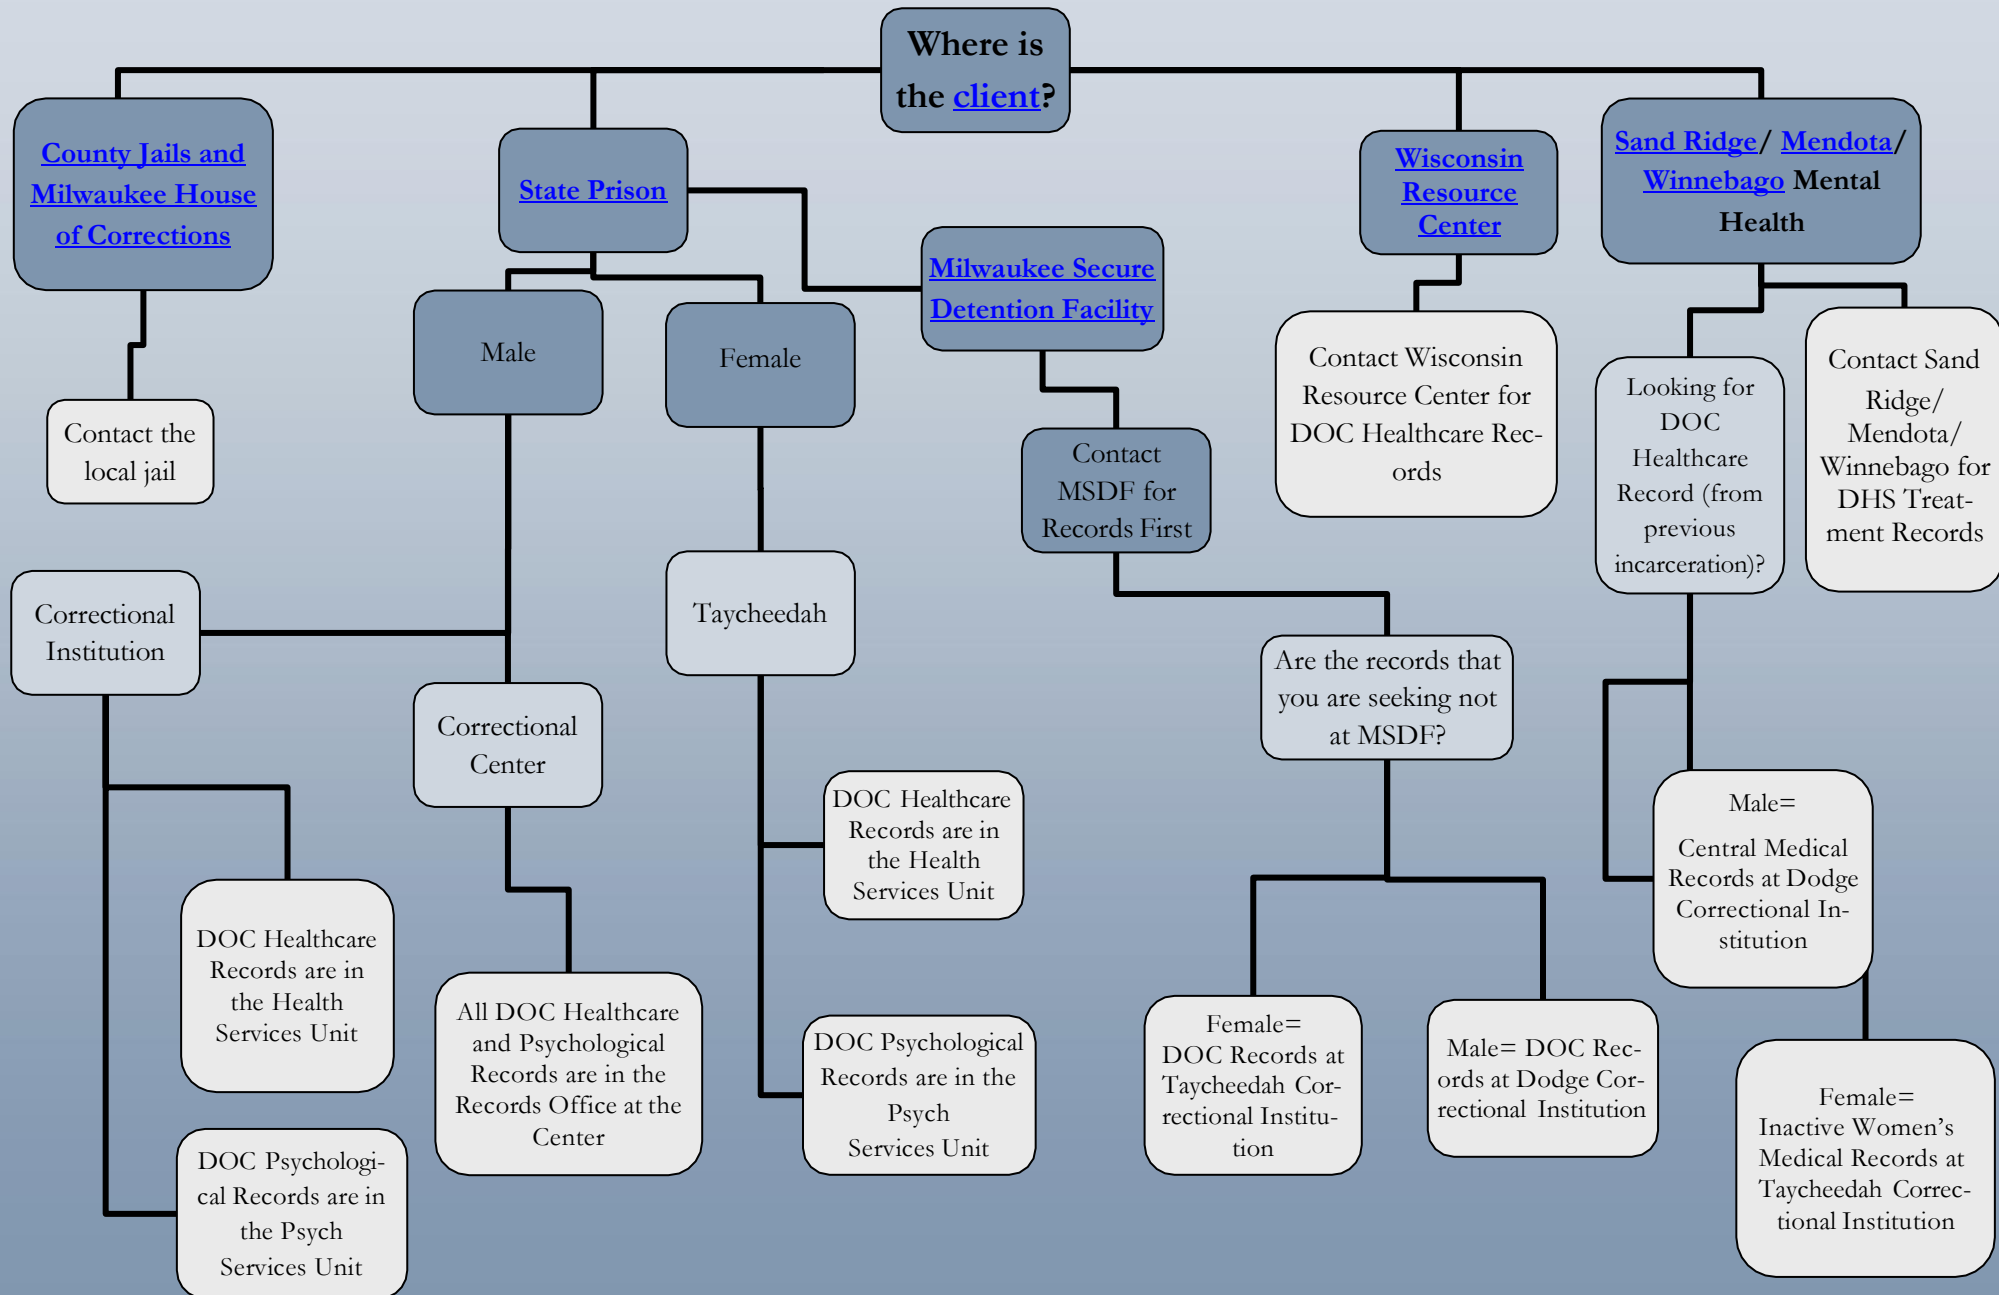 Where is
the client?
County Jails and
Milwaukee House
of Corrections
Contact the
local jail
State Prison
Male
Correctional
Institution
DOC Healthcare
Records are in
the Health
Services Unit
DOC Psychologi-
cal Records are in
the Psych
Services Unit
Correctional
Center
All DOC Healthcare
and Psychological
Records are in the
Records Office at the
Center
Female
Taycheedah
DOC Healthcare
Records are in
the Health
Services Unit
DOC Psychological
Records are in the
Psych
Services Unit
Milwaukee Secure
Detention Facility
Contact
MSDF for
Records First
Are the records that
you are seeking not
at MSDF?
Female=
DOC Records at
Taycheedah Cor-
rectional Institu-
tion
Male= DOC Rec-
ords at Dodge Cor-
rectional Institution
Wisconsin
Resource
Center
Contact Wisconsin
Resource Center for
DOC Healthcare Rec-
ords
Sand Ridge/ Mendota/
Winnebago Mental
Health
Looking for
DOC
Healthcare
Record (from
previous
incarceration)?
Male=
Central Medical
Records at Dodge
Correctional In-
stitution
Female=
Inactive Women's
Medical Records at
Taycheedah Correc-
tional Institution
Contact Sand
Ridge/
Mendota/
Winnebago for
DHS Treat-
ment Records